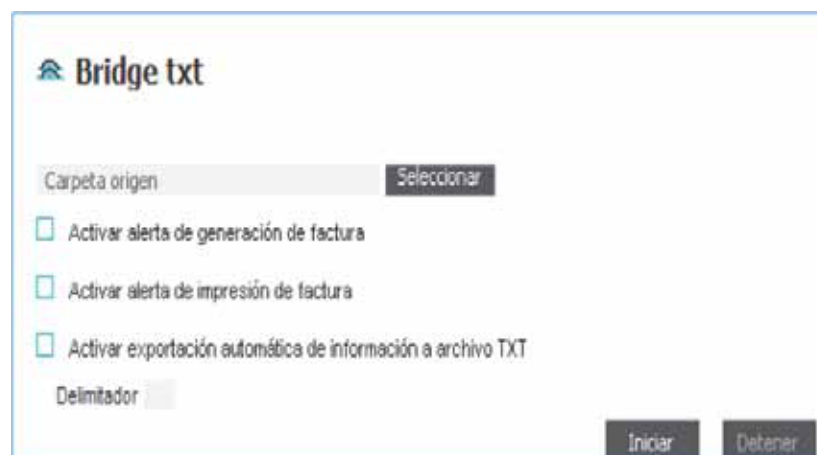 Bridge txt
Carpeta origen Seleccionar
Activar alerta de generación de factura
Activar alerta de impresión de factura
Activar exportación automática de información a archivo TXT
Delimitador
Iniciar Detener